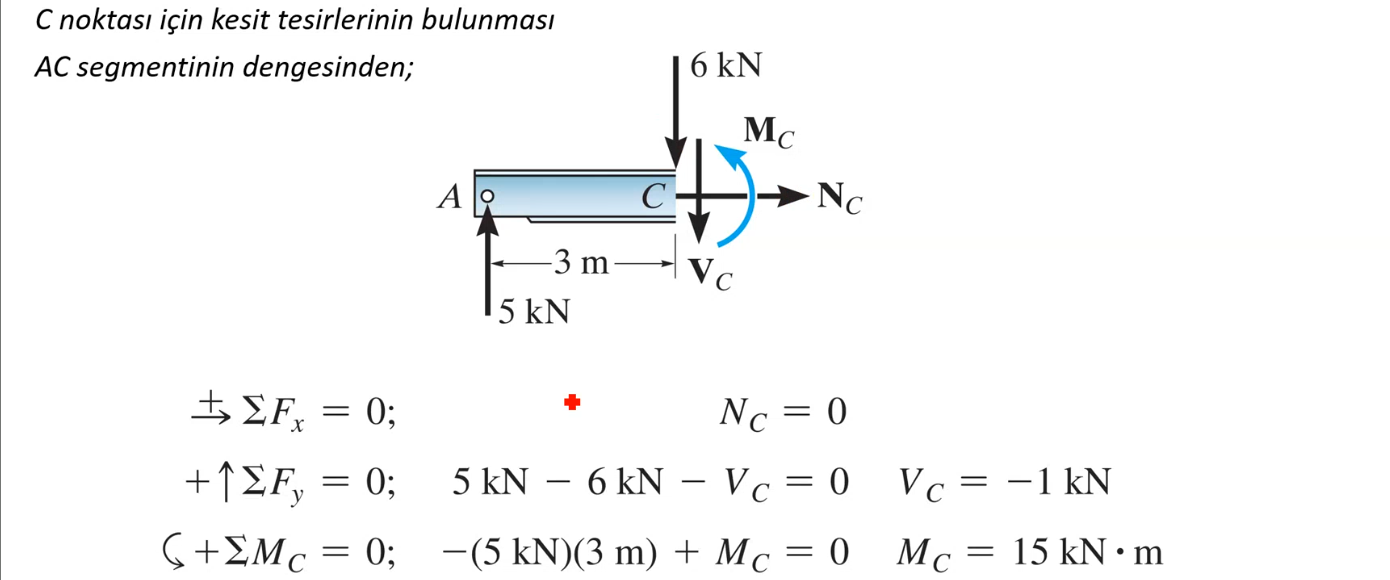 C noktası için kesit tesirlerinin bulunması
AC segmentinin dengesinden;
6 kN
M_C
A
C
N_C
3 m
V_C
5 kN
+→ ΣF_x = 0; N_C = 0
+↑ΣF_y = 0; 5 kN − 6 kN − V_C = 0 V_C = −1 kN
⤹+ΣM_C = 0; −(5 kN)(3 m) + M_C = 0 M_C = 15 kN · m